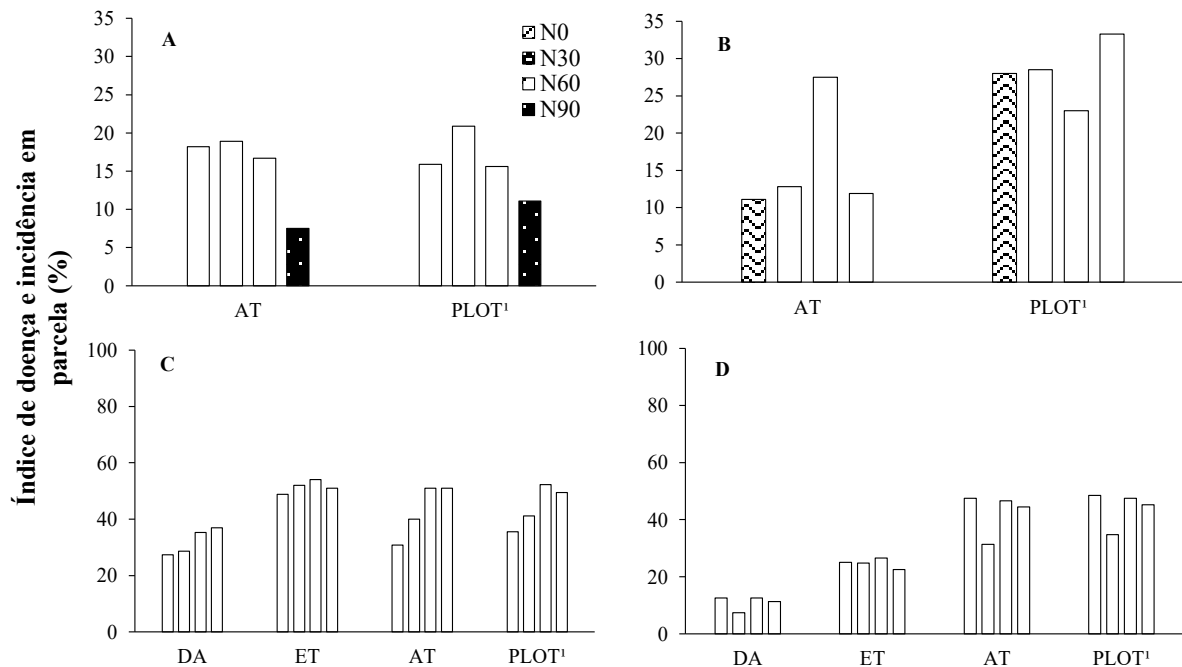 Índice de doença e incidência em
parcela (%)
A
35
30
25
20
15
10
5
0
N0
N30
N60
N90
AT
PLOT¹
B
35
30
25
20
15
10
5
0
AT
PLOT¹
C
100
80
60
40
20
0
DA
ET
AT
PLOT¹
D
100
80
60
40
20
0
DA
ET
AT
PLOT¹